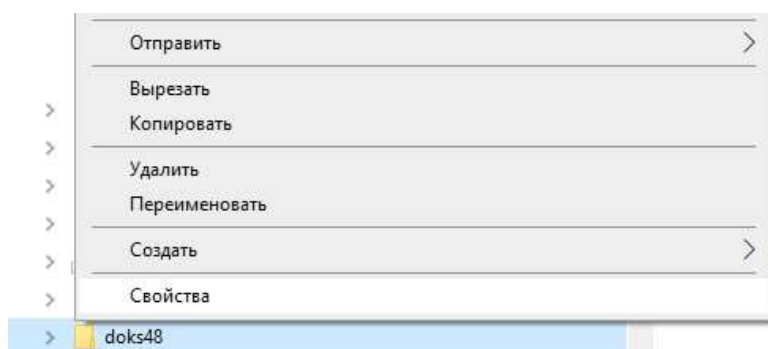 Отправить
Вырезать
Копировать
Удалить
Переименовать
Создать
Свойства
doks48